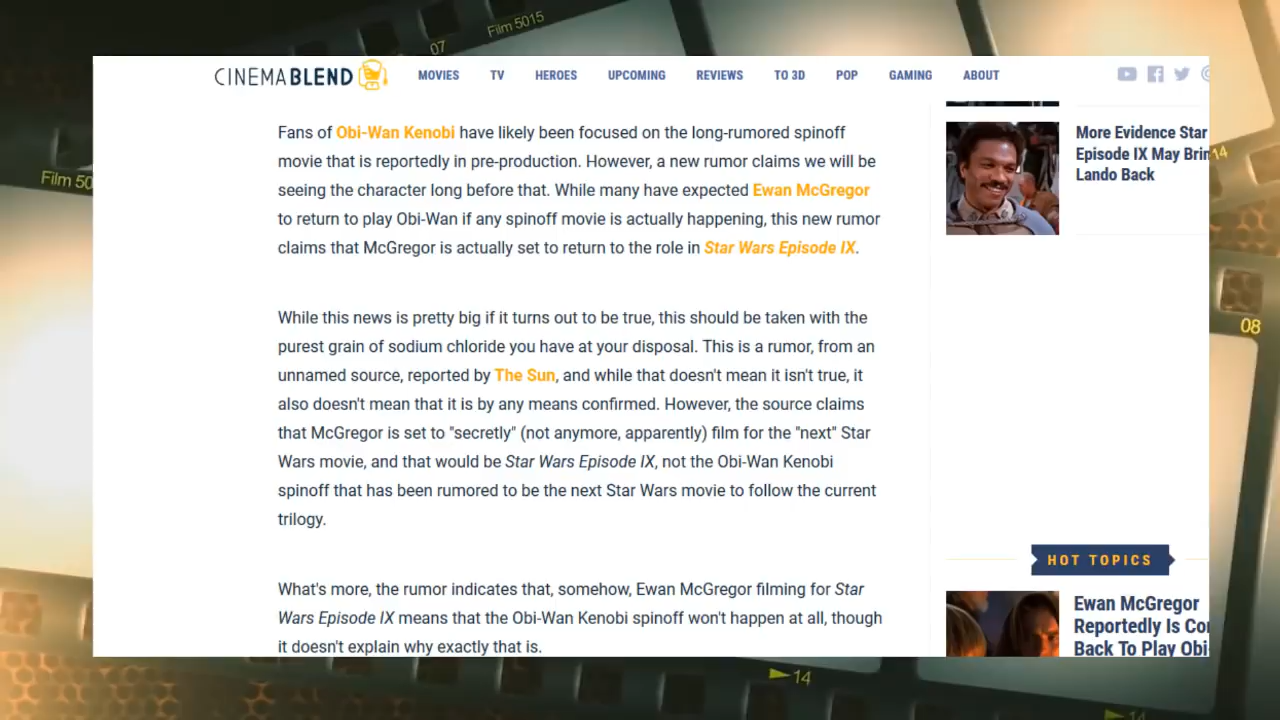 Film 5015
07
CINEMABLEND
MOVIES TV HEROES UPCOMING REVIEWS TO 3D POP GAMING ABOUT
Fans of Obi-Wan Kenobi have likely been focused on the long-rumored spinoff
movie that is reportedly in pre-production. However, a new rumor claims we will be
seeing the character long before that. While many have expected Ewan McGregor
to return to play Obi-Wan if any spinoff movie is actually happening, this new rumor
claims that McGregor is actually set to return to the role in Star Wars Episode IX.
While this news is pretty big if it turns out to be true, this should be taken with the
purest grain of sodium chloride you have at your disposal. This is a rumor, from an
unnamed source, reported by The Sun, and while that doesn't mean it isn't true, it
also doesn't mean that it is by any means confirmed. However, the source claims
that McGregor is set to "secretly" (not anymore, apparently) film for the "next" Star
Wars movie, and that would be Star Wars Episode IX, not the Obi-Wan Kenobi
spinoff that has been rumored to be the next Star Wars movie to follow the current
trilogy.
What's more, the rumor indicates that, somehow, Ewan McGregor filming for Star
Wars Episode IX means that the Obi-Wan Kenobi spinoff won't happen at all, though
it doesn't explain why exactly that is.
More Evidence Star
Episode IX May Brin
Lando Back
HOT TOPICS
Ewan McGregor
Reportedly Is Co
Back To Play Obi-
Film 50
14
08
14
14